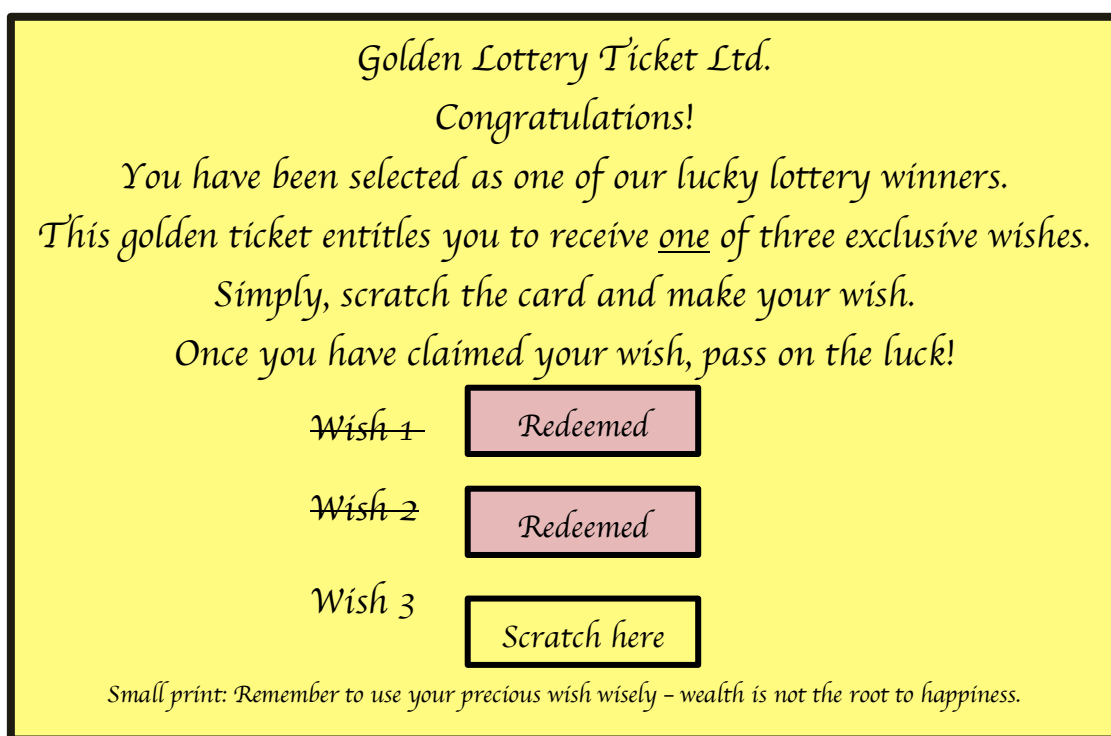 Golden Lottery Ticket Ltd.
Congratulations!
You have been selected as one of our lucky lottery winners.
This golden ticket entitles you to receive one of three exclusive wishes.
Simply, scratch the card and make your wish.
Once you have claimed your wish, pass on the luck!
Wish 1 Redeemed
Wish 2 Redeemed
Wish 3 Scratch here
Small print: Remember to use your precious wish wisely – wealth is not the root to happiness.